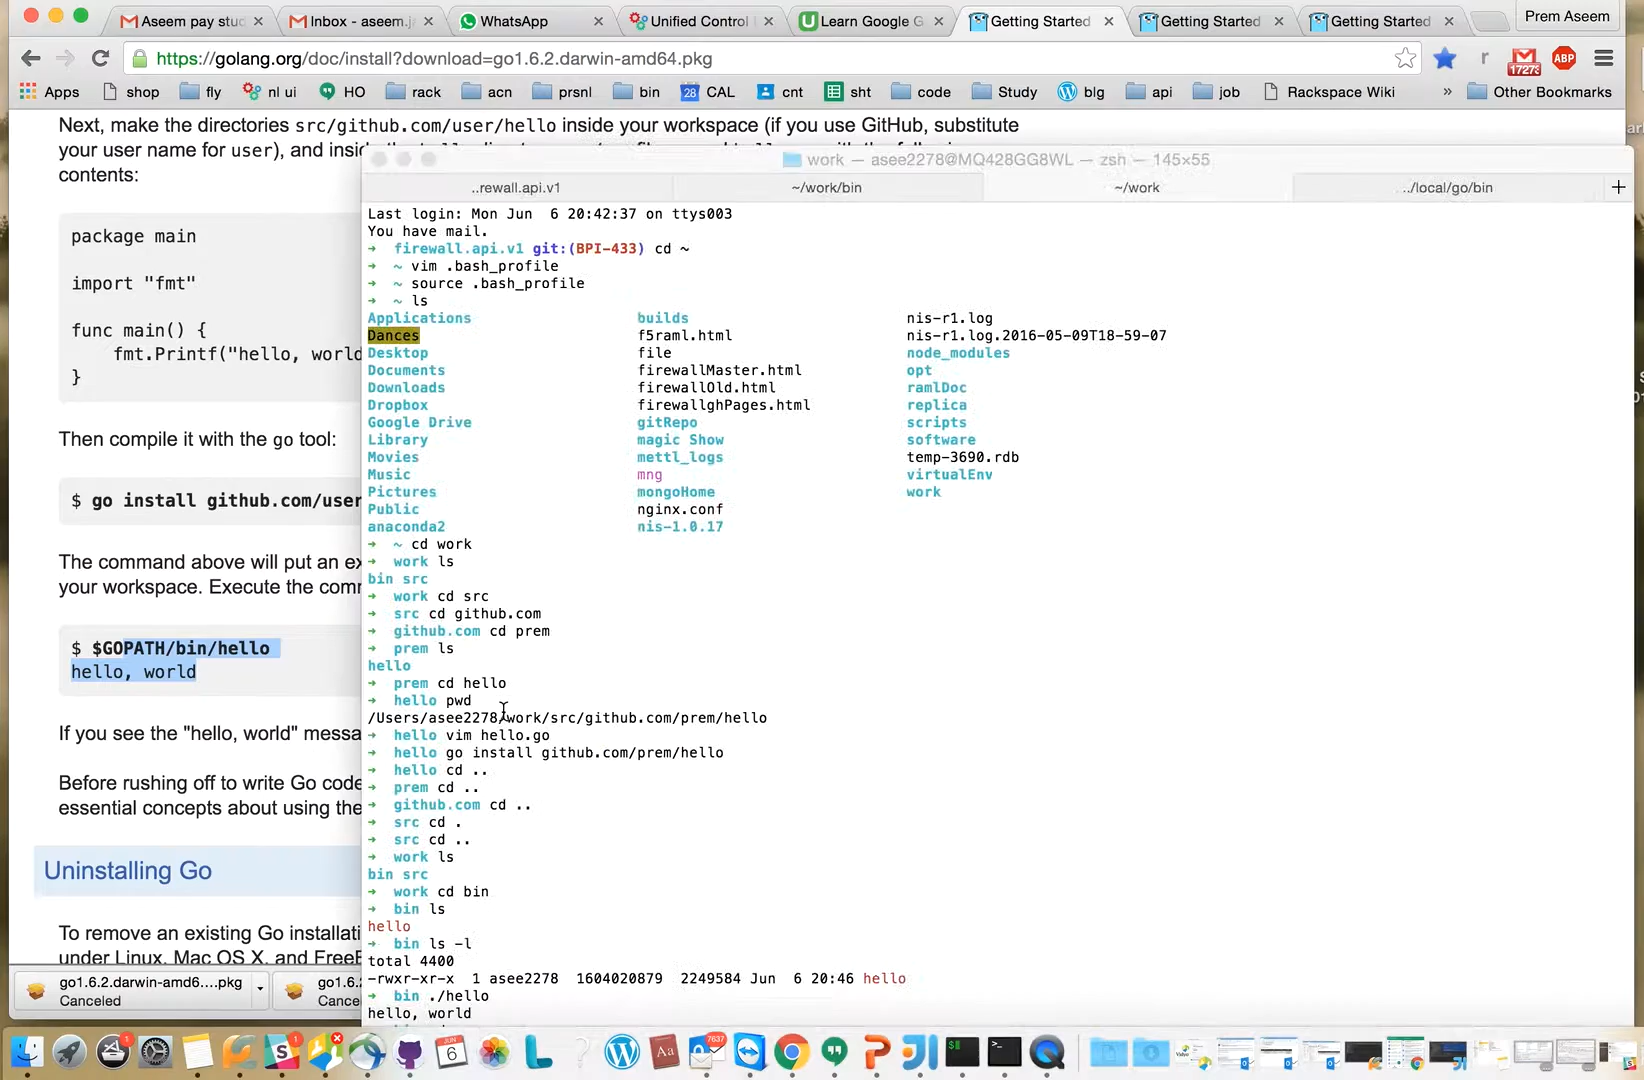 Aseem pay stu
Inbox - aseem.j
WhatsApp
Unified Control
Learn Google G
Getting Started
Getting Started
Getting Started
Prem Aseem
https://golang.org/doc/install?download=go1.6.2.darwin-amd64.pkg
r
17273
ABP
Apps
shop
fly
nl ui
HO
rack
acn
prsnl
bin
28
CAL
cnt
sht
code
Study
blg
api
job
Rackspace Wiki
»
Other Bookmarks
Next, make the directories src/github.com/user/hello inside your workspace (if you use GitHub, substitute
your user name for user), and insi
contents:
package main
import "fmt"
func main() {
fmt.Printf("hello, world
}
Then compile it with the go tool:
$ go install github.com/user
The command above will put an ex
your workspace. Execute the comm
$ $GOPATH/bin/hello
hello, world
If you see the "hello, world" messa
Before rushing off to write Go code
essential concepts about using the
Uninstalling Go
To remove an existing Go installati
under Linux, Mac OS X, and FreeB
go1.6.2.darwin-amd6....pkg
Canceled
go1.6.
Cance
work — asee2278@MQ428GG8WL — zsh — 145×55
..rewall.api.v1
~/work/bin
~/work
../local/go/bin
+
Last login: Mon Jun  6 20:42:37 on ttys003
You have mail.
➜  firewall.api.v1 git:(BPI-433) cd ~
➜  ~ vim .bash_profile
➜  ~ source .bash_profile
➜  ~ ls
Applications builds nis-r1.log
Dances f5raml.html nis-r1.log.2016-05-09T18-59-07
Desktop file node_modules
Documents firewallMaster.html opt
Downloads firewallOld.html ramlDoc
Dropbox firewallghPages.html replica
Google Drive gitRepo scripts
Library magic Show software
Movies mettl_logs temp-3690.rdb
Music mng virtualEnv
Pictures mongoHome work
Public nginx.conf
anaconda2 nis-1.0.17
➜  ~ cd work
➜  work ls
bin src
➜  work cd src
➜  src cd github.com
➜  github.com cd prem
➜  prem ls
hello
➜  prem cd hello
➜  hello pwd
/Users/asee2278/work/src/github.com/prem/hello
➜  hello vim hello.go
➜  hello go install github.com/prem/hello
➜  hello cd ..
➜  prem cd ..
➜  github.com cd ..
➜  src cd .
➜  src cd ..
➜  work ls
bin src
➜  work cd bin
➜  bin ls
hello
➜  bin ls -l
total 4400
-rwxr-xr-x  1 asee2278  1604020879  2249584 Jun  6 20:46 hello
➜  bin ./hello
hello, world
JUN
6
7637